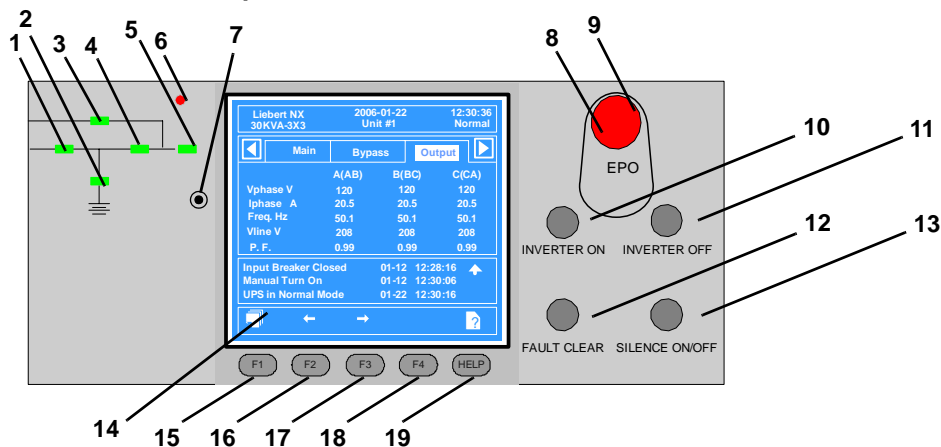 2 3 4 5 6 7 8 9
1
10 11
12 13
Liebert NX 2006-01-22 12:30:36
30KVA-3X3 Unit #1 Normal
Main Bypass Output
A(AB) B(BC) C(CA)
Vphase V 120 120 120
Iphase A 20.5 20.5 20.5
Freq. Hz 50.1 50.1 50.1
Vline V 208 208 208
P. F. 0.99 0.99 0.99
Input Breaker Closed 01-12 12:28:16
Manual Turn On 01-12 12:30:06
UPS in Normal Mode 01-22 12:30:16
?
EPO
INVERTER ON INVERTER OFF
FAULT CLEAR SILENCE ON/OFF
F1 F2 F3 F4 HELP
14 15 16 17 18 19